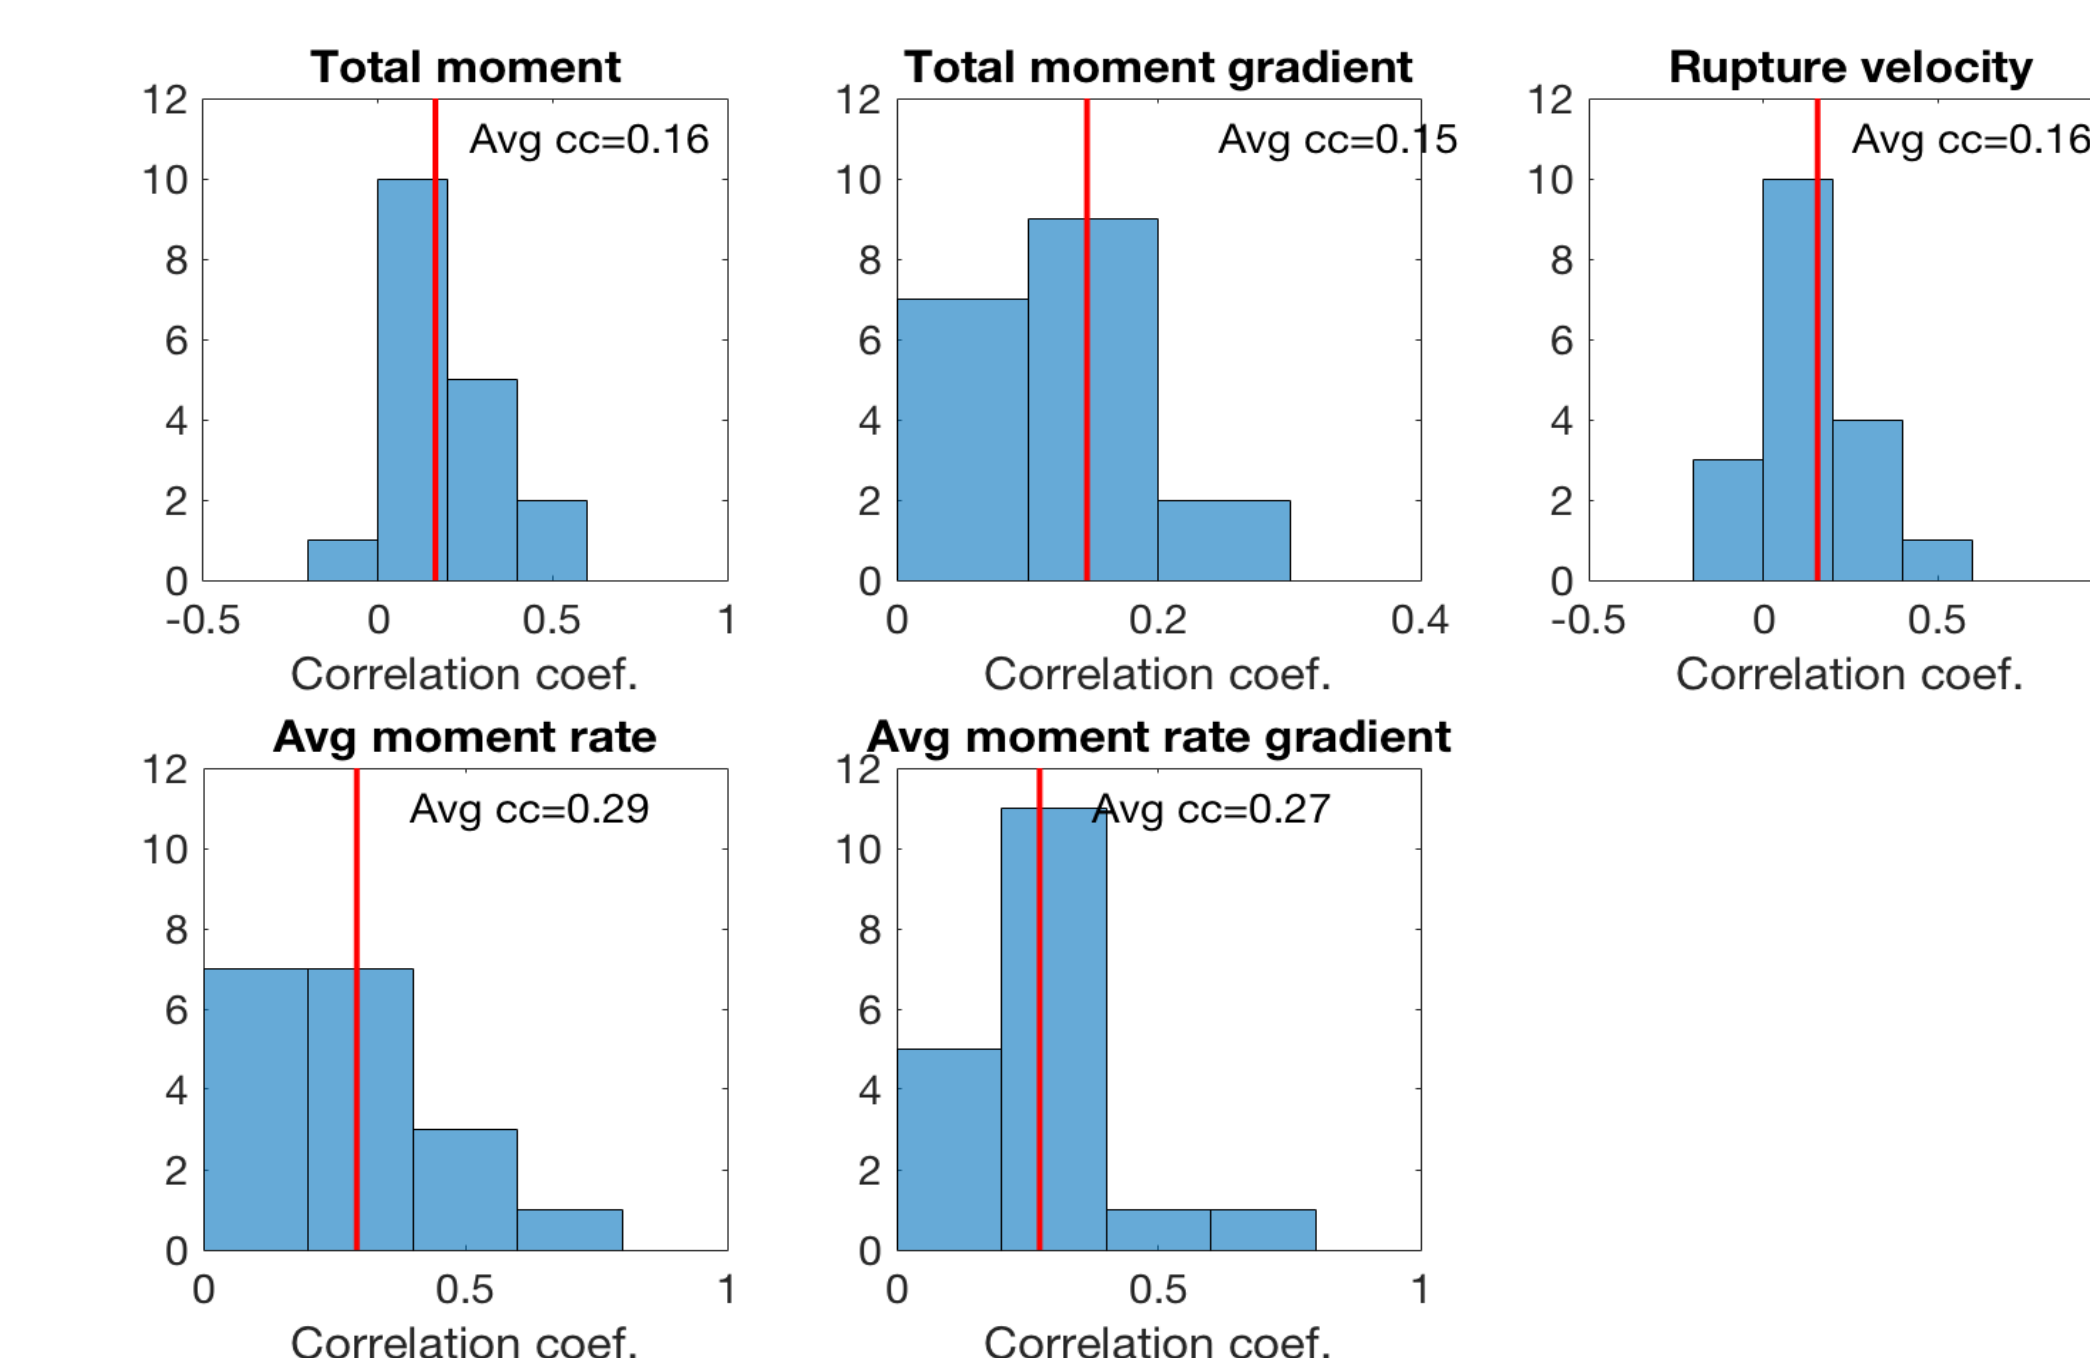 Total moment
12
10
8
6
4
2
0
-0.5 0 0.5 1
Avg cc=0.16
Correlation coef.
Total moment gradient
12
10
8
6
4
2
0
0 0.2 0.4
Avg cc=0.15
Correlation coef.
Rupture velocity
12
10
8
6
4
2
0
-0.5 0 0.5
Avg cc=0.16
Correlation coef.
Avg moment rate
12
10
8
6
4
2
0
0 0.5 1
Avg cc=0.29
Correlation coef.
Avg moment rate gradient
12
10
8
6
4
2
0
0 0.5 1
Avg cc=0.27
Correlation coef.